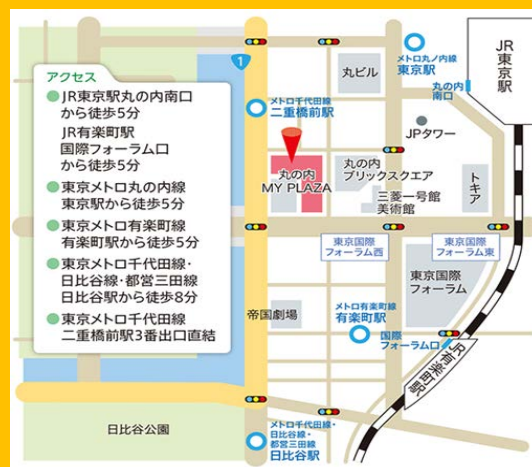 アクセス
JR東京駅丸の内南口
から徒歩5分
JR有楽町駅
国際フォーラム口
から徒歩5分
東京メトロ丸の内線
東京駅から徒歩5分
東京メトロ有楽町線
有楽町駅から徒歩5分
東京メトロ千代田線・
日比谷線・都営三田線
日比谷駅から徒歩8分
東京メトロ千代田線
二重橋前駅3番出口直結
1
メトロ丸ノ内線
東京駅
JR東京駅
丸の内
南口
丸ビル
メトロ千代田線
二重橋前駅
JPタワー
丸の内
MY PLAZA
丸の内
ブリックスクエア
三菱一号館
美術館
トキア
東京国際
フォーラム西
東京国際
フォーラム東
東京国際
フォーラム
帝国劇場
メトロ有楽町線
有楽町駅
国際
フォーラム口
JR有楽町駅
日比谷公園
メトロ千代田線・
日比谷線・
都営三田線
日比谷駅